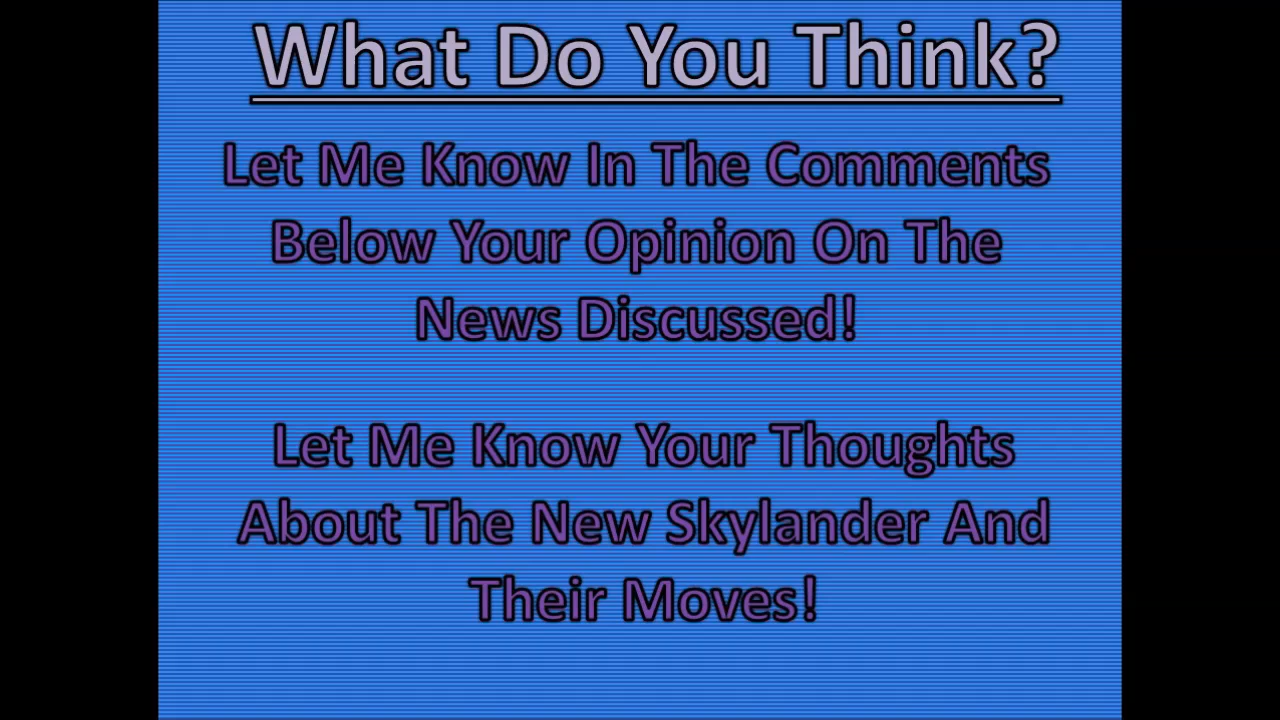 What Do You Think?
Let Me Know In The Comments
Below Your Opinion On The
News Discussed!
Let Me Know Your Thoughts
About The New Skylander And
Their Moves!